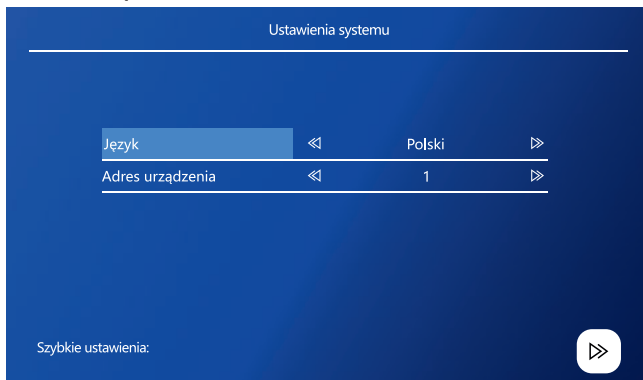 Ustawienia systemu
Język Polski
Adres urządzenia 1
Szybkie ustawienia: